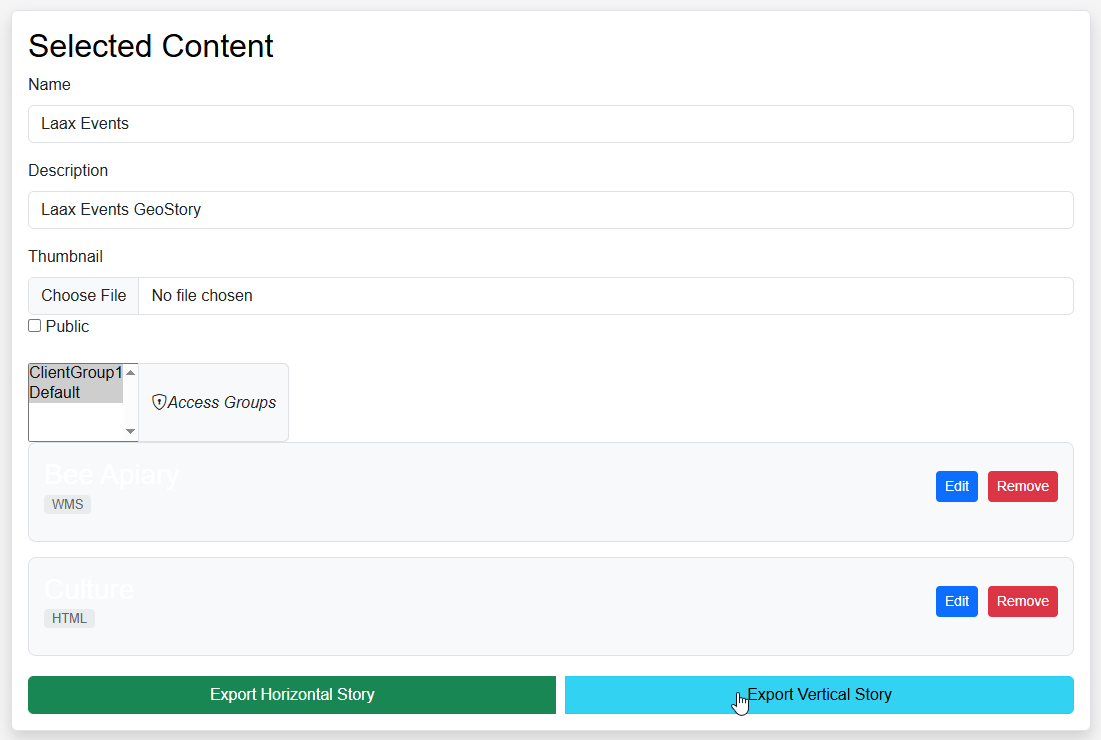 Selected Content
Name
Laax Events
Description
Laax Events GeoStory
Thumbnail
Choose File No file chosen
Public
ClientGroup1
Default
Access Groups
Bee Apiary
WMS
Edit Remove
Culture
HTML
Edit Remove
Export Horizontal Story Export Vertical Story